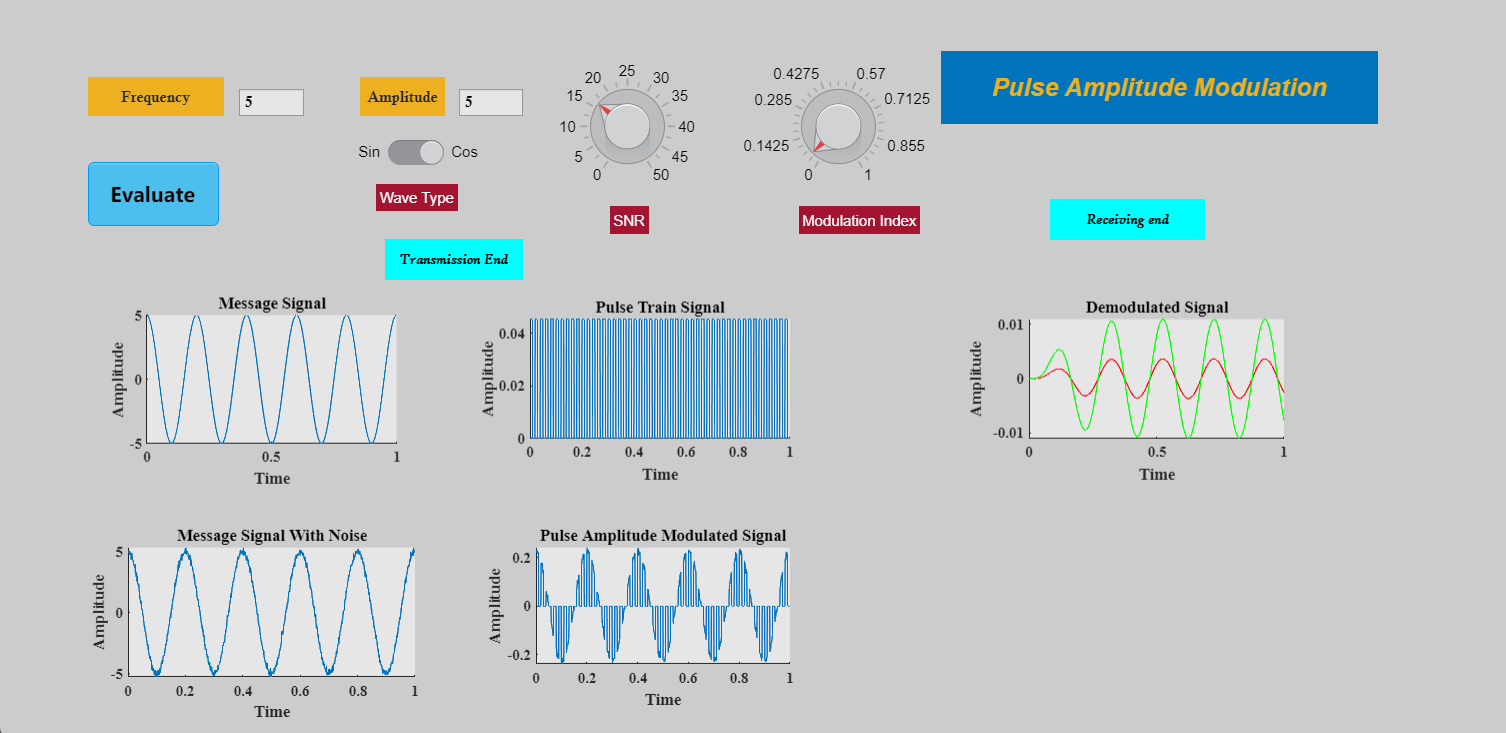 Pulse Amplitude Modulation
Frequency
5
Amplitude
5
Sin
Cos
Wave Type
Evaluate
0
5
10
15
20
25
30
35
40
45
50
SNR
0
0.1425
0.285
0.4275
0.57
0.7125
0.855
1
Modulation Index
Receiving end
Transmission End
Message Signal
Amplitude
5
0
-5
0 0.5 1
Time
Pulse Train Signal
Amplitude
0.04
0.02
0
0 0.2 0.4 0.6 0.8 1
Time
Demodulated Signal
Amplitude
0.01
0
-0.01
0 0.5 1
Time
Message Signal With Noise
Amplitude
5
0
-5
0 0.2 0.4 0.6 0.8 1
Time
Pulse Amplitude Modulated Signal
Amplitude
0.2
0
-0.2
0 0.2 0.4 0.6 0.8 1
Time